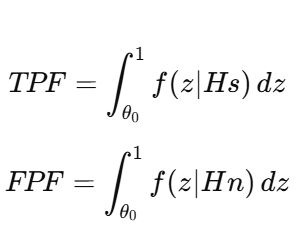 TPF = ∫_{θ₀}^{1} f(z|Hs) dz
FPF = ∫_{θ₀}^{1} f(z|Hn) dz